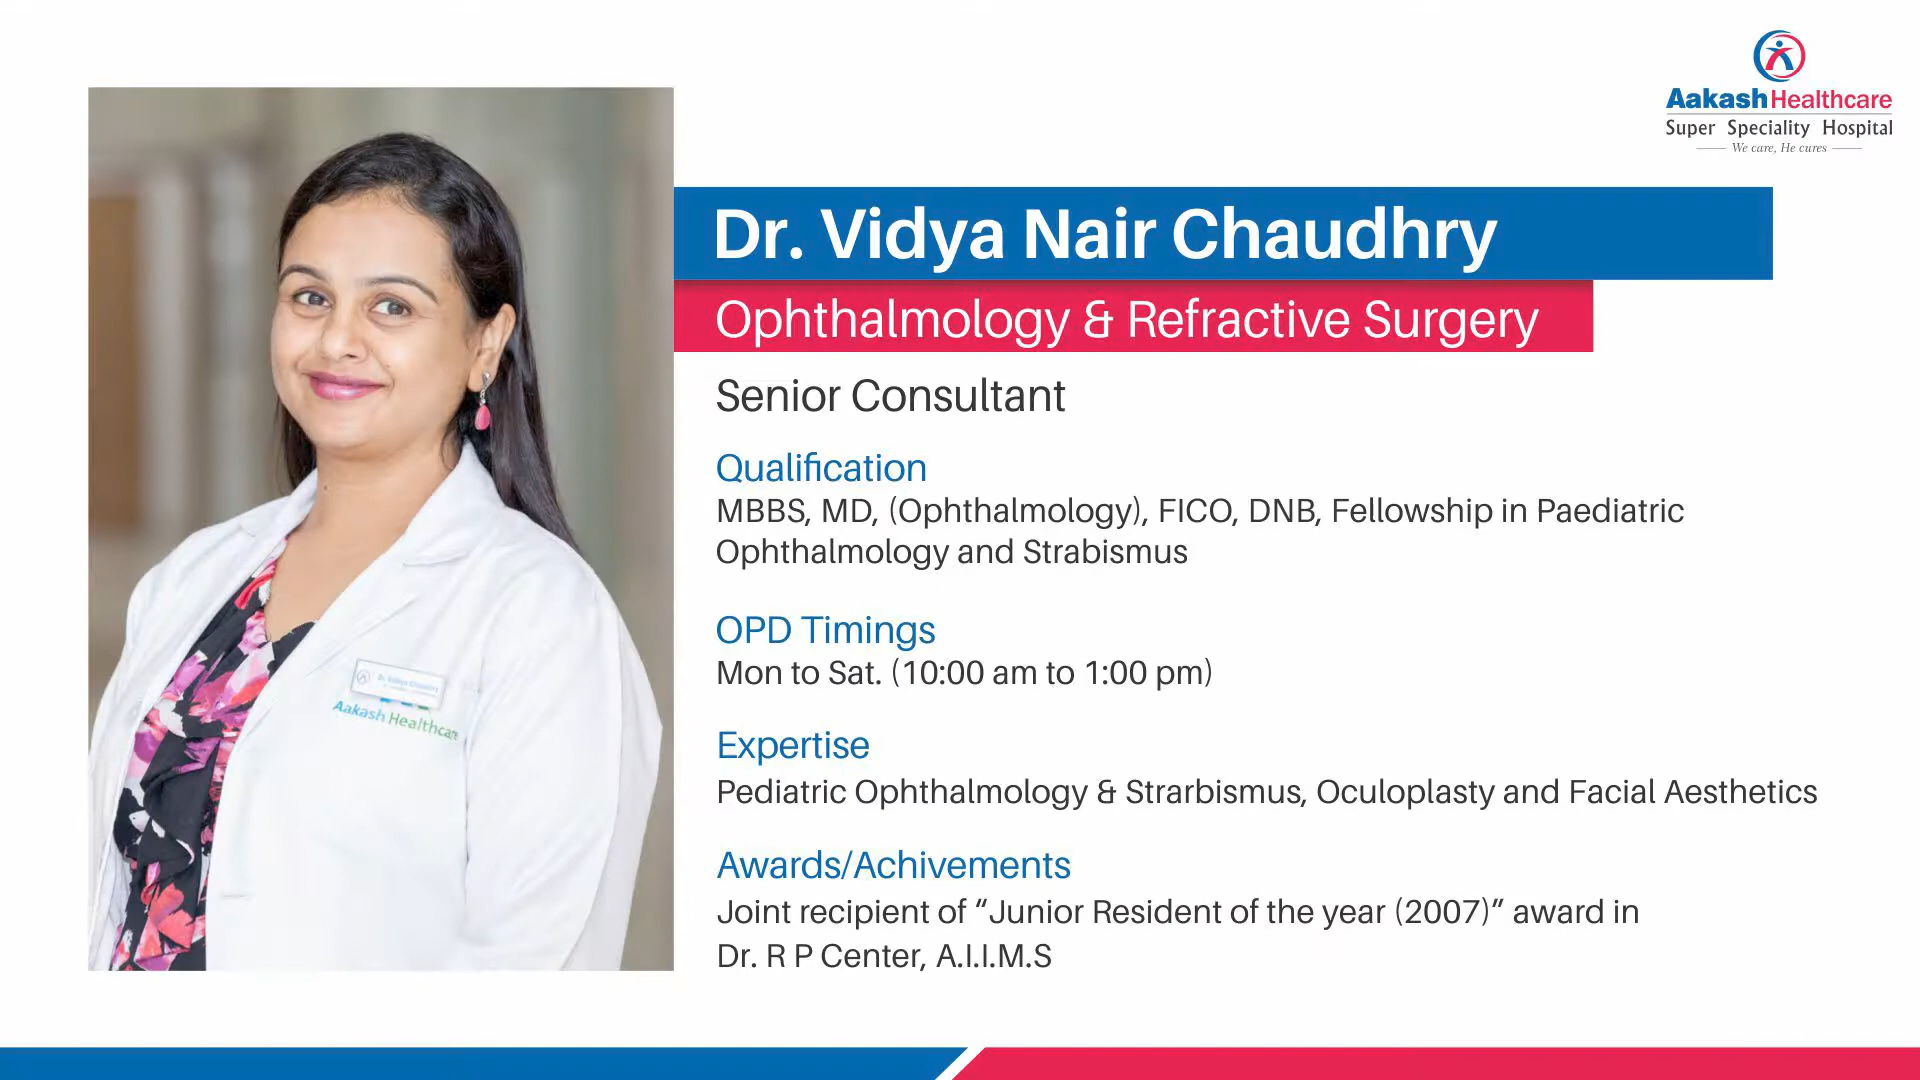 Aakash Healthcare
Super Speciality Hospital
We care, He cures
Dr. Vidya Nair Chaudhry
Ophthalmology & Refractive Surgery
Senior Consultant
Qualification
MBBS, MD, (Ophthalmology), FICO, DNB, Fellowship in Paediatric
Ophthalmology and Strabismus
OPD Timings
Mon to Sat. (10:00 am to 1:00 pm)
Expertise
Pediatric Ophthalmology & Strarbismus, Oculoplasty and Facial Aesthetics
Awards/Achivements
Joint recipient of “Junior Resident of the year (2007)” award in
Dr. R P Center, A.I.I.M.S
Dr. Vidya Chaudhry
Aakash Healthcare